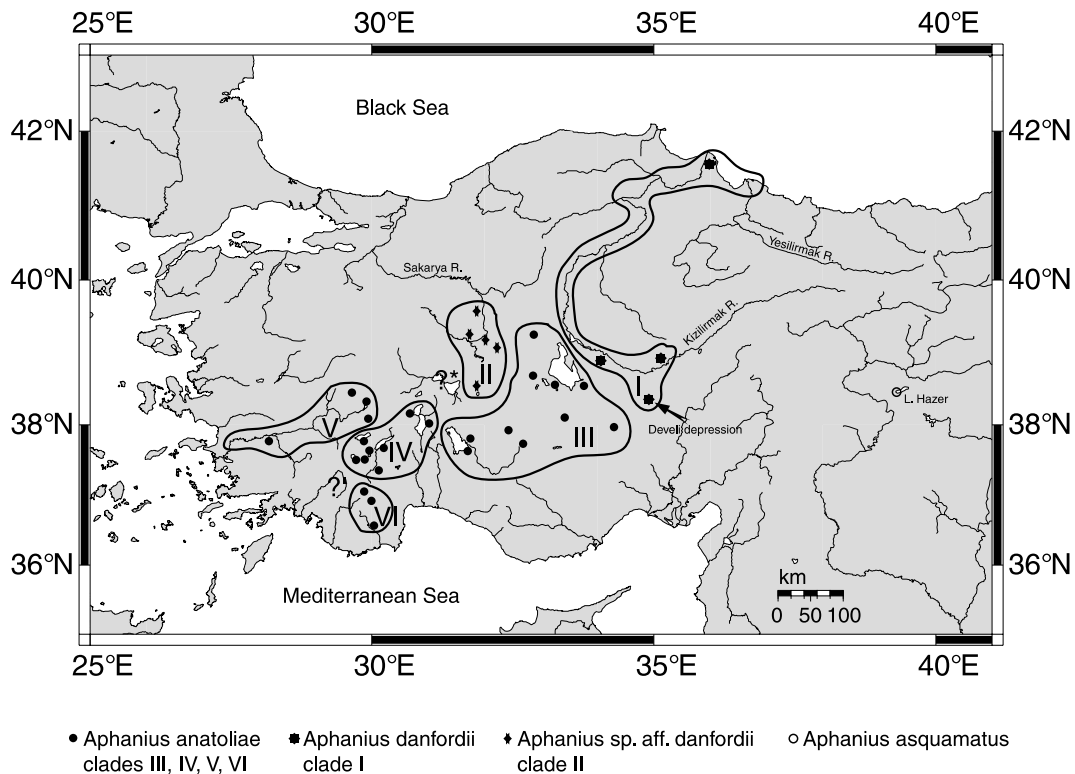 25°E 30°E 35°E 40°E
Black Sea
42°N 42°N
Yesilirmak R.
Sakarya R.
40°N 40°N
Kizilirmak R.
II
?*
I
L. Hazer
V
38°N 38°N
III
Develi depression
IV
?'
VI
36°N 36°N
km
Mediterranean Sea
0 50 100
25°E 30°E 35°E 40°E
Aphanius anatoliae Aphanius danfordii Aphanius sp. aff. danfordii Aphanius asquamatus
clades III, IV, V, VI clade I clade II